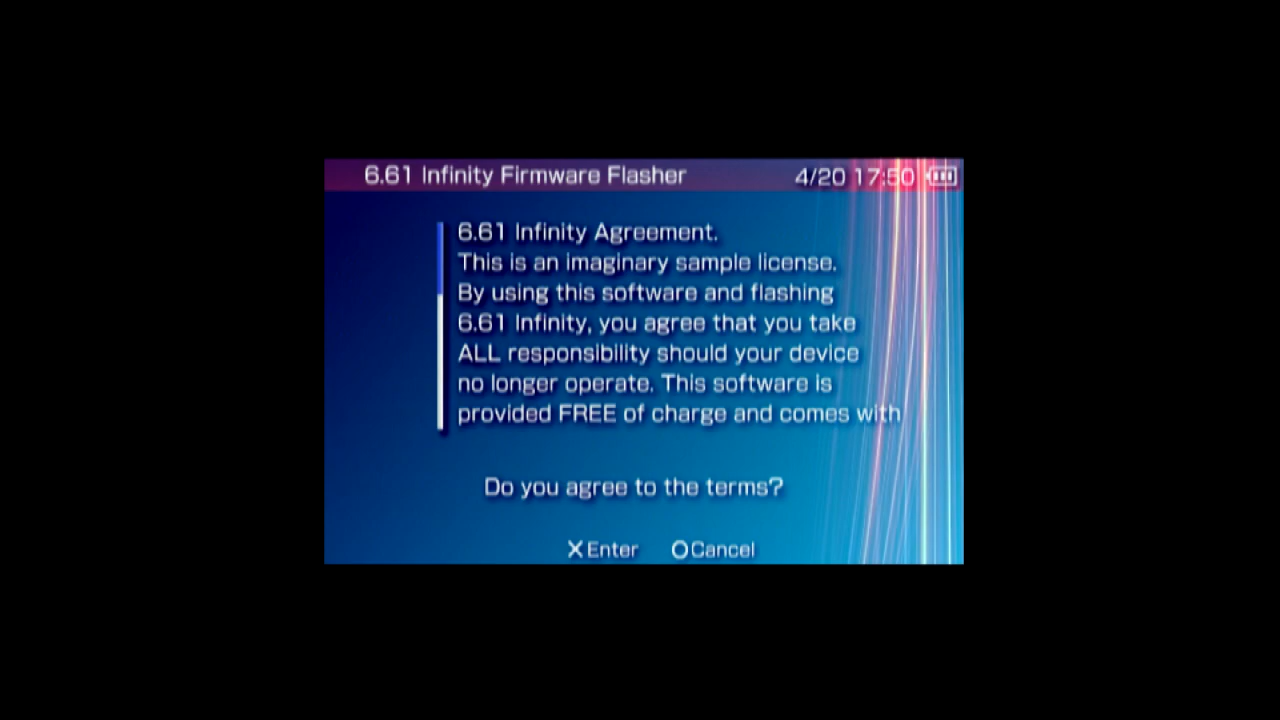 6.61 Infinity Firmware Flasher 4/20 17:50
6.61 Infinity Agreement.
This is an imaginary sample license.
By using this software and flashing
6.61 Infinity, you agree that you take
ALL responsibility should your device
no longer operate. This software is
provided FREE of charge and comes with
Do you agree to the terms?
XEnter OCancel